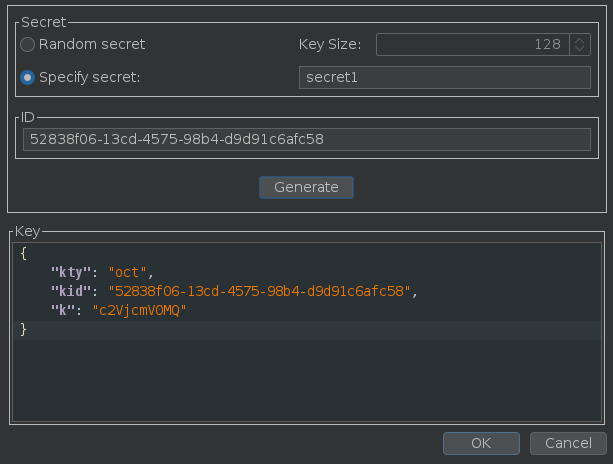 Secret
Random secret Key Size: 128
Specify secret: secret1
ID
52838f06-13cd-4575-98b4-d9d91c6afc58
Generate
Key
{
"kty": "oct",
"kid": "52838f06-13cd-4575-98b4-d9d91c6afc58",
"k": "c2VjcmV0MQ"
}
OK Cancel